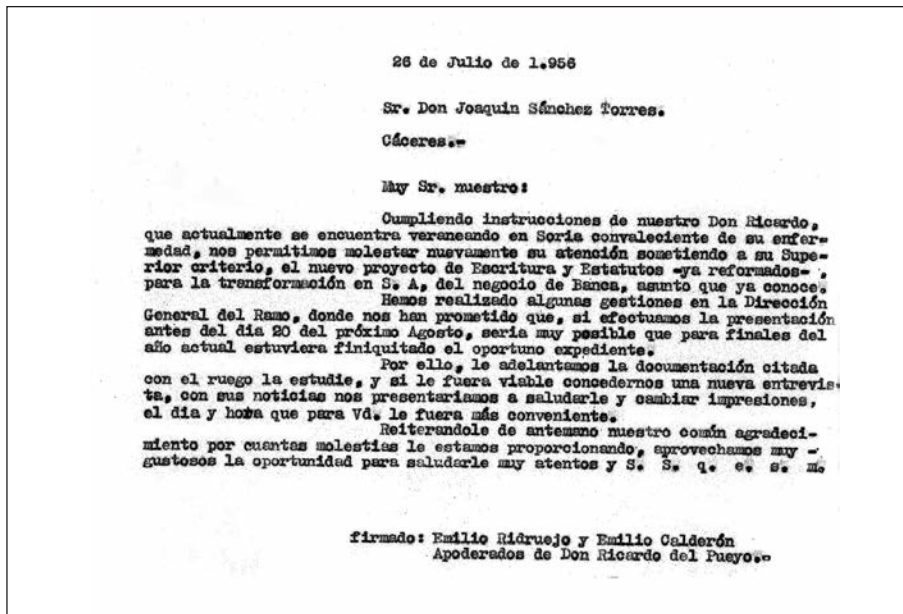 26 de Julio de 1.956
Sr. Don Joaquin Sánchez Torres.
Cáceres.-
Muy Sr. nuestro:
Cumpliendo instrucciones de nuestro Don Ricardo,
que actualmente se encuentra veraneando en Soria convaleciente de su enfer-
medad, nos permitimos molestar nuevamente su atención sometiendo a su Supe-
rior criterio, el nuevo proyecto de Escritura y Estatutos -ya reformados- ,
para la transformación en S. A, del negocio de Banca, asunto que ya conoce.
Hemos realizado algunas gestiones en la Dirección
General del Ramo, donde nos han prometido que, si efectuamos la presentación
antes del dia 20 del próximo Agosto, seria muy posible que para finales del
año actual estuviera finiquitado el oportuno expediente.
Por ello, le adelantamos la documentación citada
con el ruego la estudie, y si le fuera viable concedernos una nueva entrevis-
ta, con sus noticias nos presentariamos a saludarle y cambiar impresiones,
el dia y hora que para Vd. le fuera más conveniente.
Reiterandole de antemano nuestro común agradeci-
miento por cuantas molestias le estamos proporcionando, aprovechamos muy -
gustosos la oportunidad para saludarle muy atentos y S. S. q. e. s. m.
firmado: Emilio Ridruejo y Emilio Calderón
Apoderados de Don Ricardo del Pueyo.-